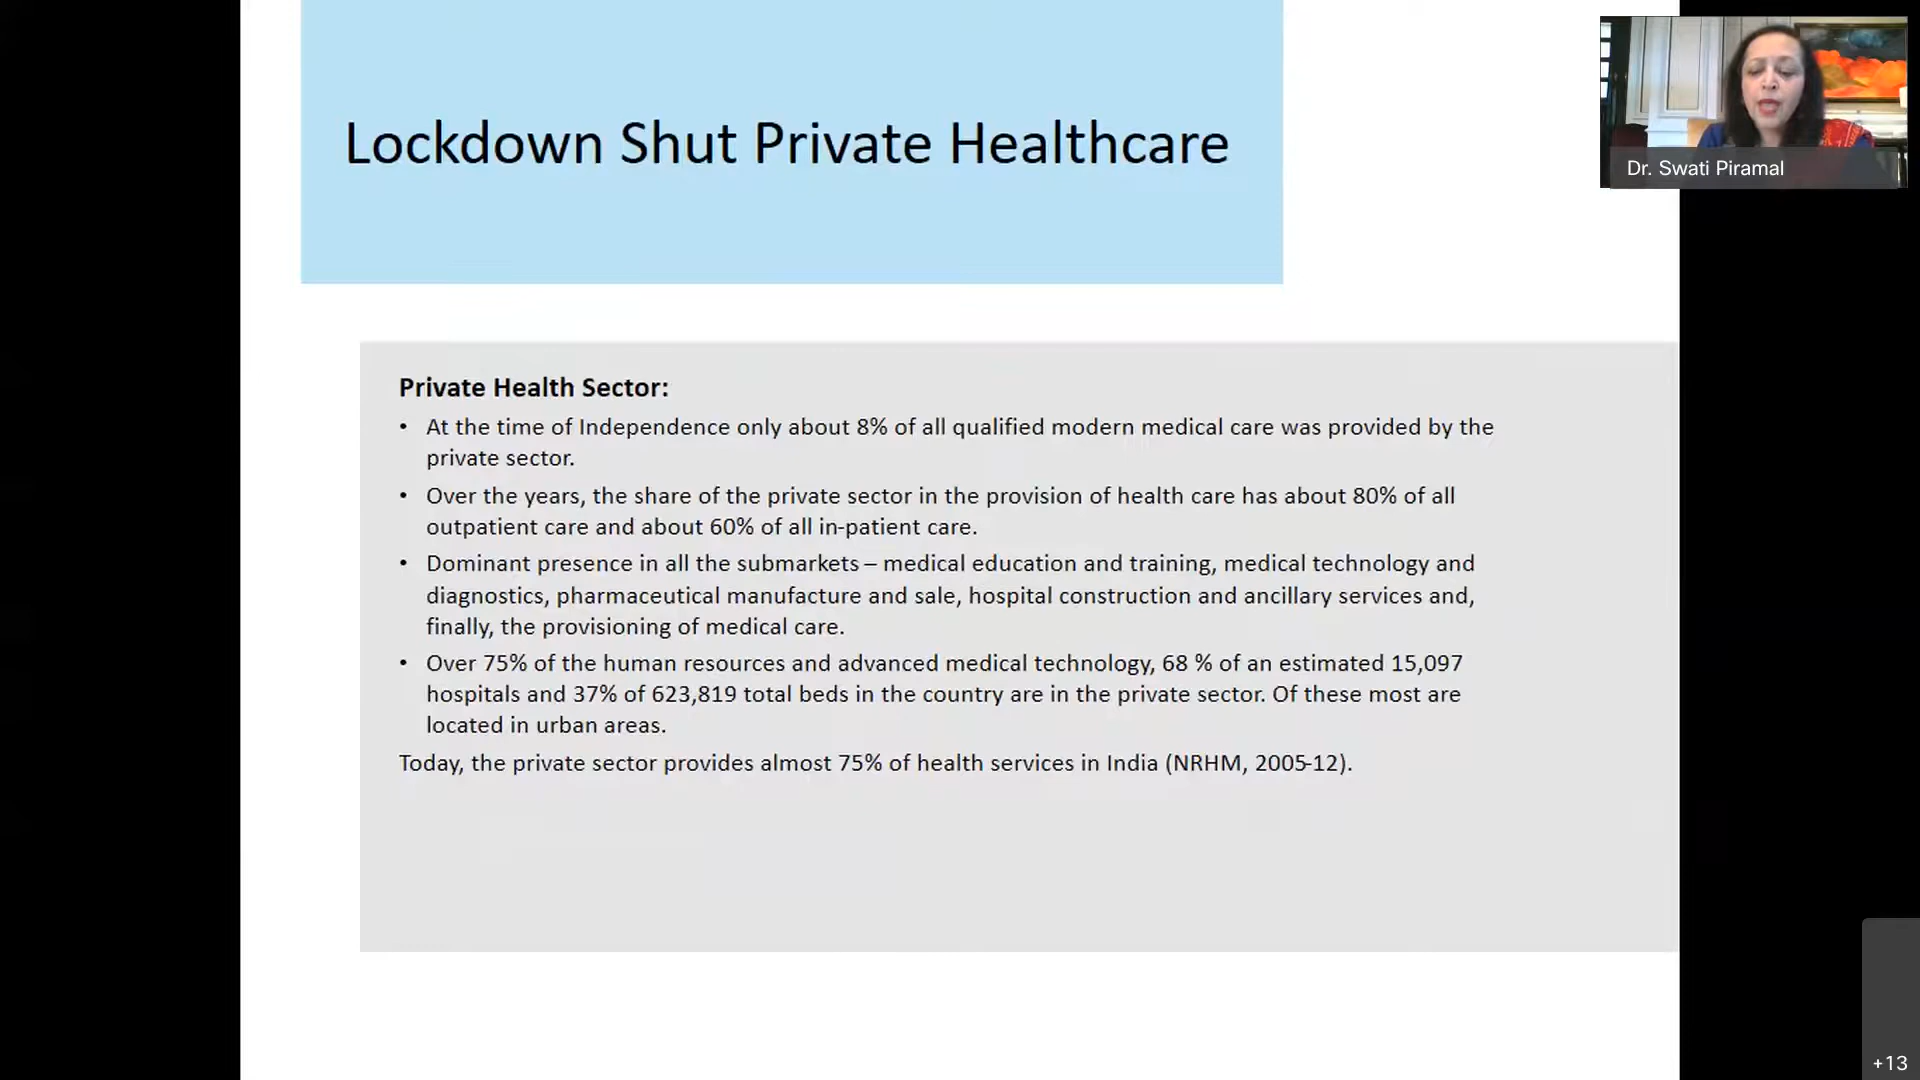 Lockdown Shut Private Healthcare
Dr. Swati Piramal
Private Health Sector:
• At the time of Independence only about 8% of all qualified modern medical care was provided by the
private sector.
• Over the years, the share of the private sector in the provision of health care has about 80% of all
outpatient care and about 60% of all in-patient care.
• Dominant presence in all the submarkets – medical education and training, medical technology and
diagnostics, pharmaceutical manufacture and sale, hospital construction and ancillary services and,
finally, the provisioning of medical care.
• Over 75% of the human resources and advanced medical technology, 68 % of an estimated 15,097
hospitals and 37% of 623,819 total beds in the country are in the private sector. Of these most are
located in urban areas.
Today, the private sector provides almost 75% of health services in India (NRHM, 2005-12).
+13